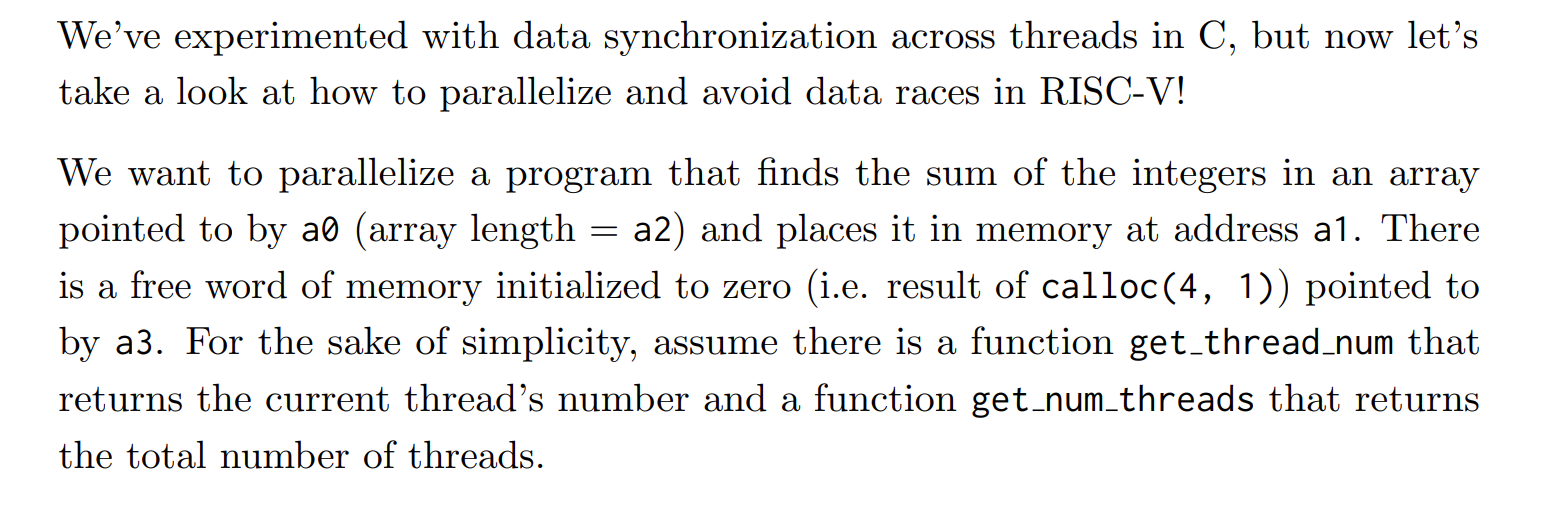 We've experimented with data synchronization across threads in C, but now let's
take a look at how to parallelize and avoid data races in RISC-V!
We want to parallelize a program that finds the sum of the integers in an array
pointed to by a0 (array length = a2) and places it in memory at address a1. There
is a free word of memory initialized to zero (i.e. result of calloc(4, 1)) pointed to
by a3. For the sake of simplicity, assume there is a function get_thread_num that
returns the current thread's number and a function get_num_threads that returns
the total number of threads.